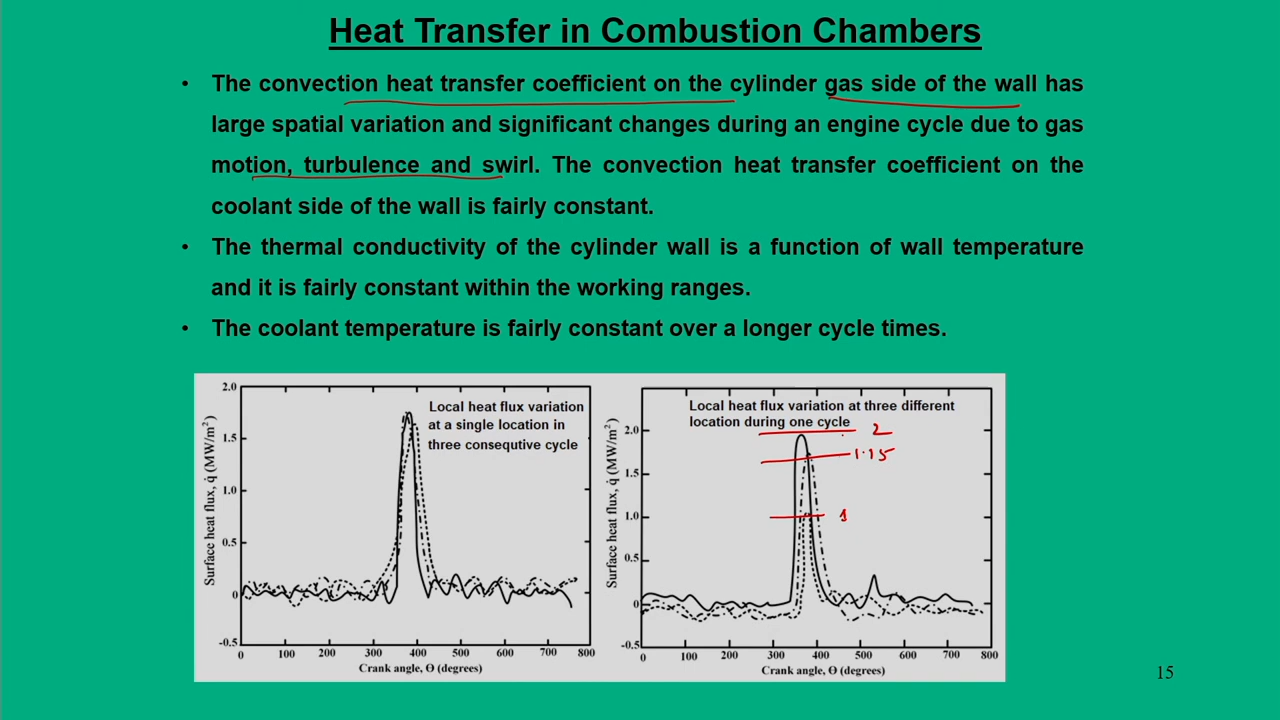 Heat Transfer in Combustion Chambers
• The convection heat transfer coefficient on the cylinder gas side of the wall has
large spatial variation and significant changes during an engine cycle due to gas
motion, turbulence and swirl. The convection heat transfer coefficient on the
coolant side of the wall is fairly constant.
• The thermal conductivity of the cylinder wall is a function of wall temperature
and it is fairly constant within the working ranges.
• The coolant temperature is fairly constant over a longer cycle times.
Local heat flux variation
at a single location in
three consequtive cycle
Surface heat flux, q̇ (MW/m²)
2.0
1.5
1.0
0.5
0
-0.5
0 100 200 300 400 500 600 700 800
Crank angle, Θ (degrees)
Local heat flux variation at three different
location during one cycle
2
1.15
1
Surface heat flux, q̇ (MW/m²)
2.0
1.5
1.0
0.5
0
-0.5
0 100 200 300 400 500 600 700 800
Crank angle, Θ (degrees)
15